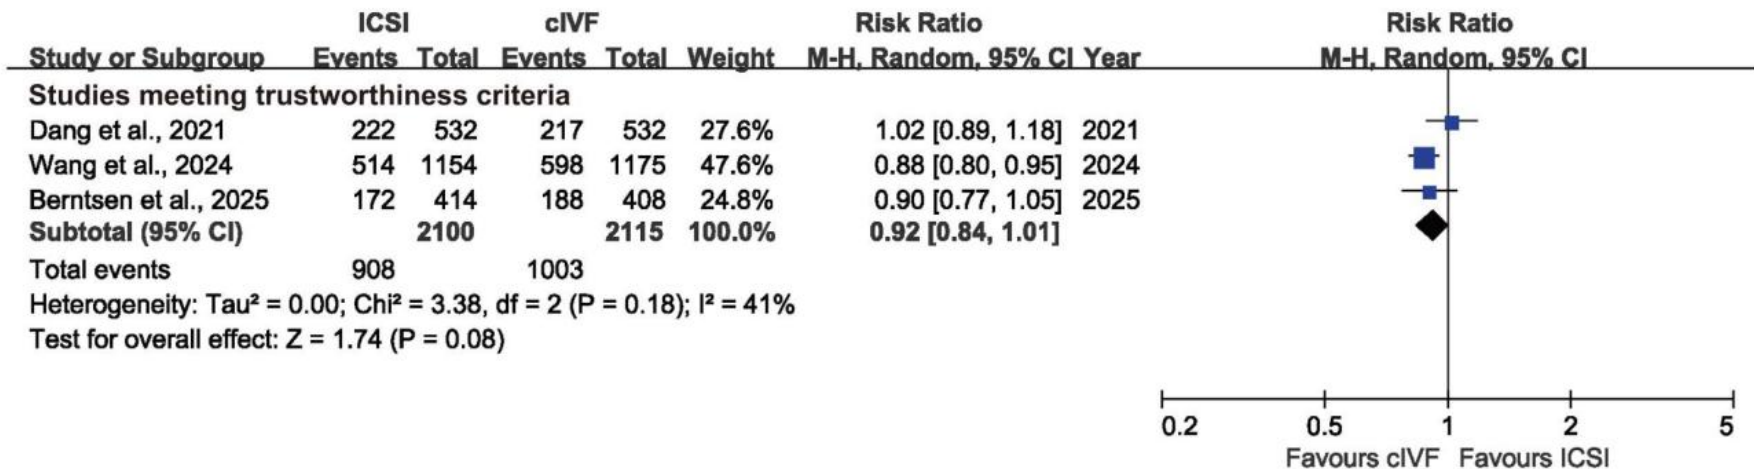 ICSI cIVF Risk Ratio Risk Ratio
Study or Subgroup Events Total Events Total Weight M-H, Random, 95% CI Year M-H, Random, 95% CI
Studies meeting trustworthiness criteria
Dang et al., 2021 222 532 217 532 27.6% 1.02 [0.89, 1.18] 2021
Wang et al., 2024 514 1154 598 1175 47.6% 0.88 [0.80, 0.95] 2024
Berntsen et al., 2025 172 414 188 408 24.8% 0.90 [0.77, 1.05] 2025
Subtotal (95% CI) 2100 2115 100.0% 0.92 [0.84, 1.01]
Total events 908 1003
Heterogeneity: Tau² = 0.00; Chi² = 3.38, df = 2 (P = 0.18); I² = 41%
Test for overall effect: Z = 1.74 (P = 0.08)
0.2 0.5 1 2 5
Favours cIVF Favours ICSI